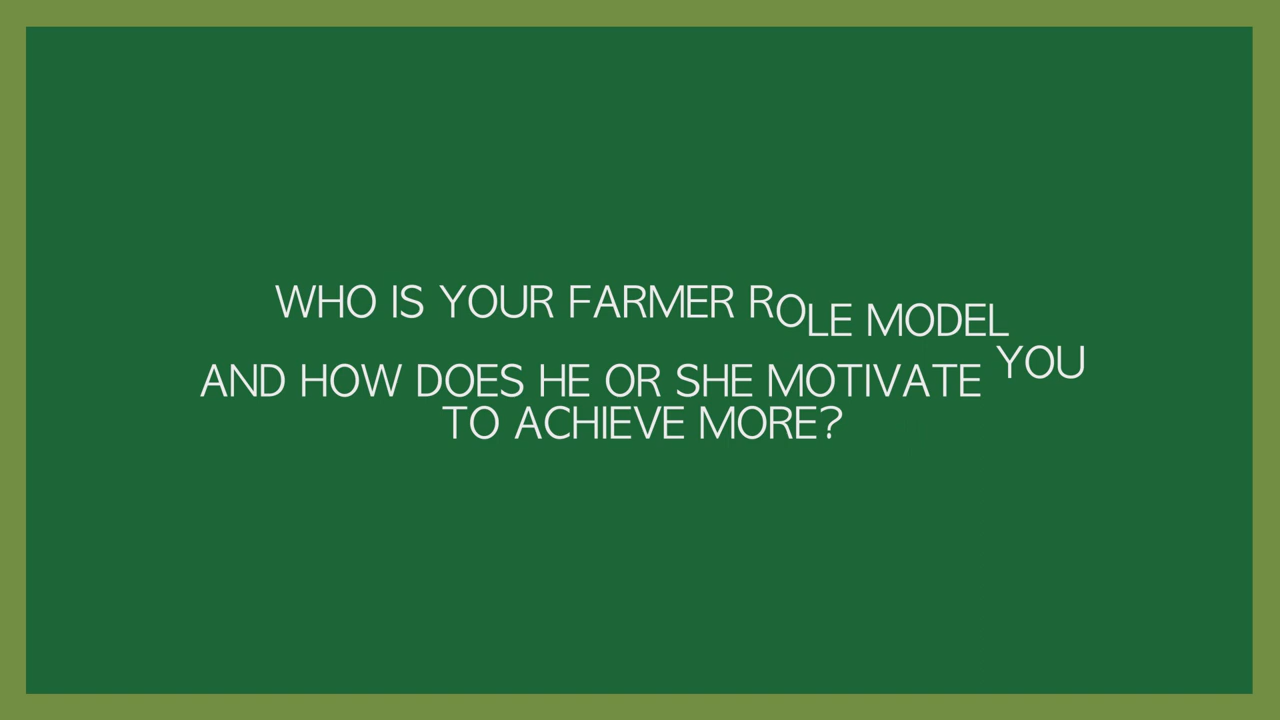 WHO IS YOUR FARMER ROLE MODEL
AND HOW DOES HE OR SHE MOTIVATE YOU
TO ACHIEVE MORE?